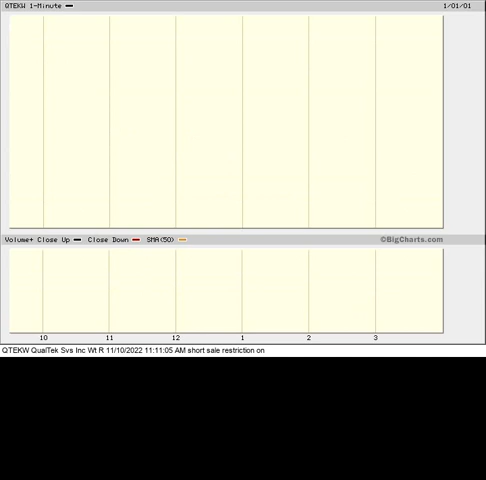 QTEKW 1-Minute 1/01/01
Volume+ Close Up Close Down SMA(50) ©BigCharts.com
10 11 12 1 2 3
QTEKW QualTek Svs Inc Wt R 11/10/2022 11:11:05 AM short sale restriction on